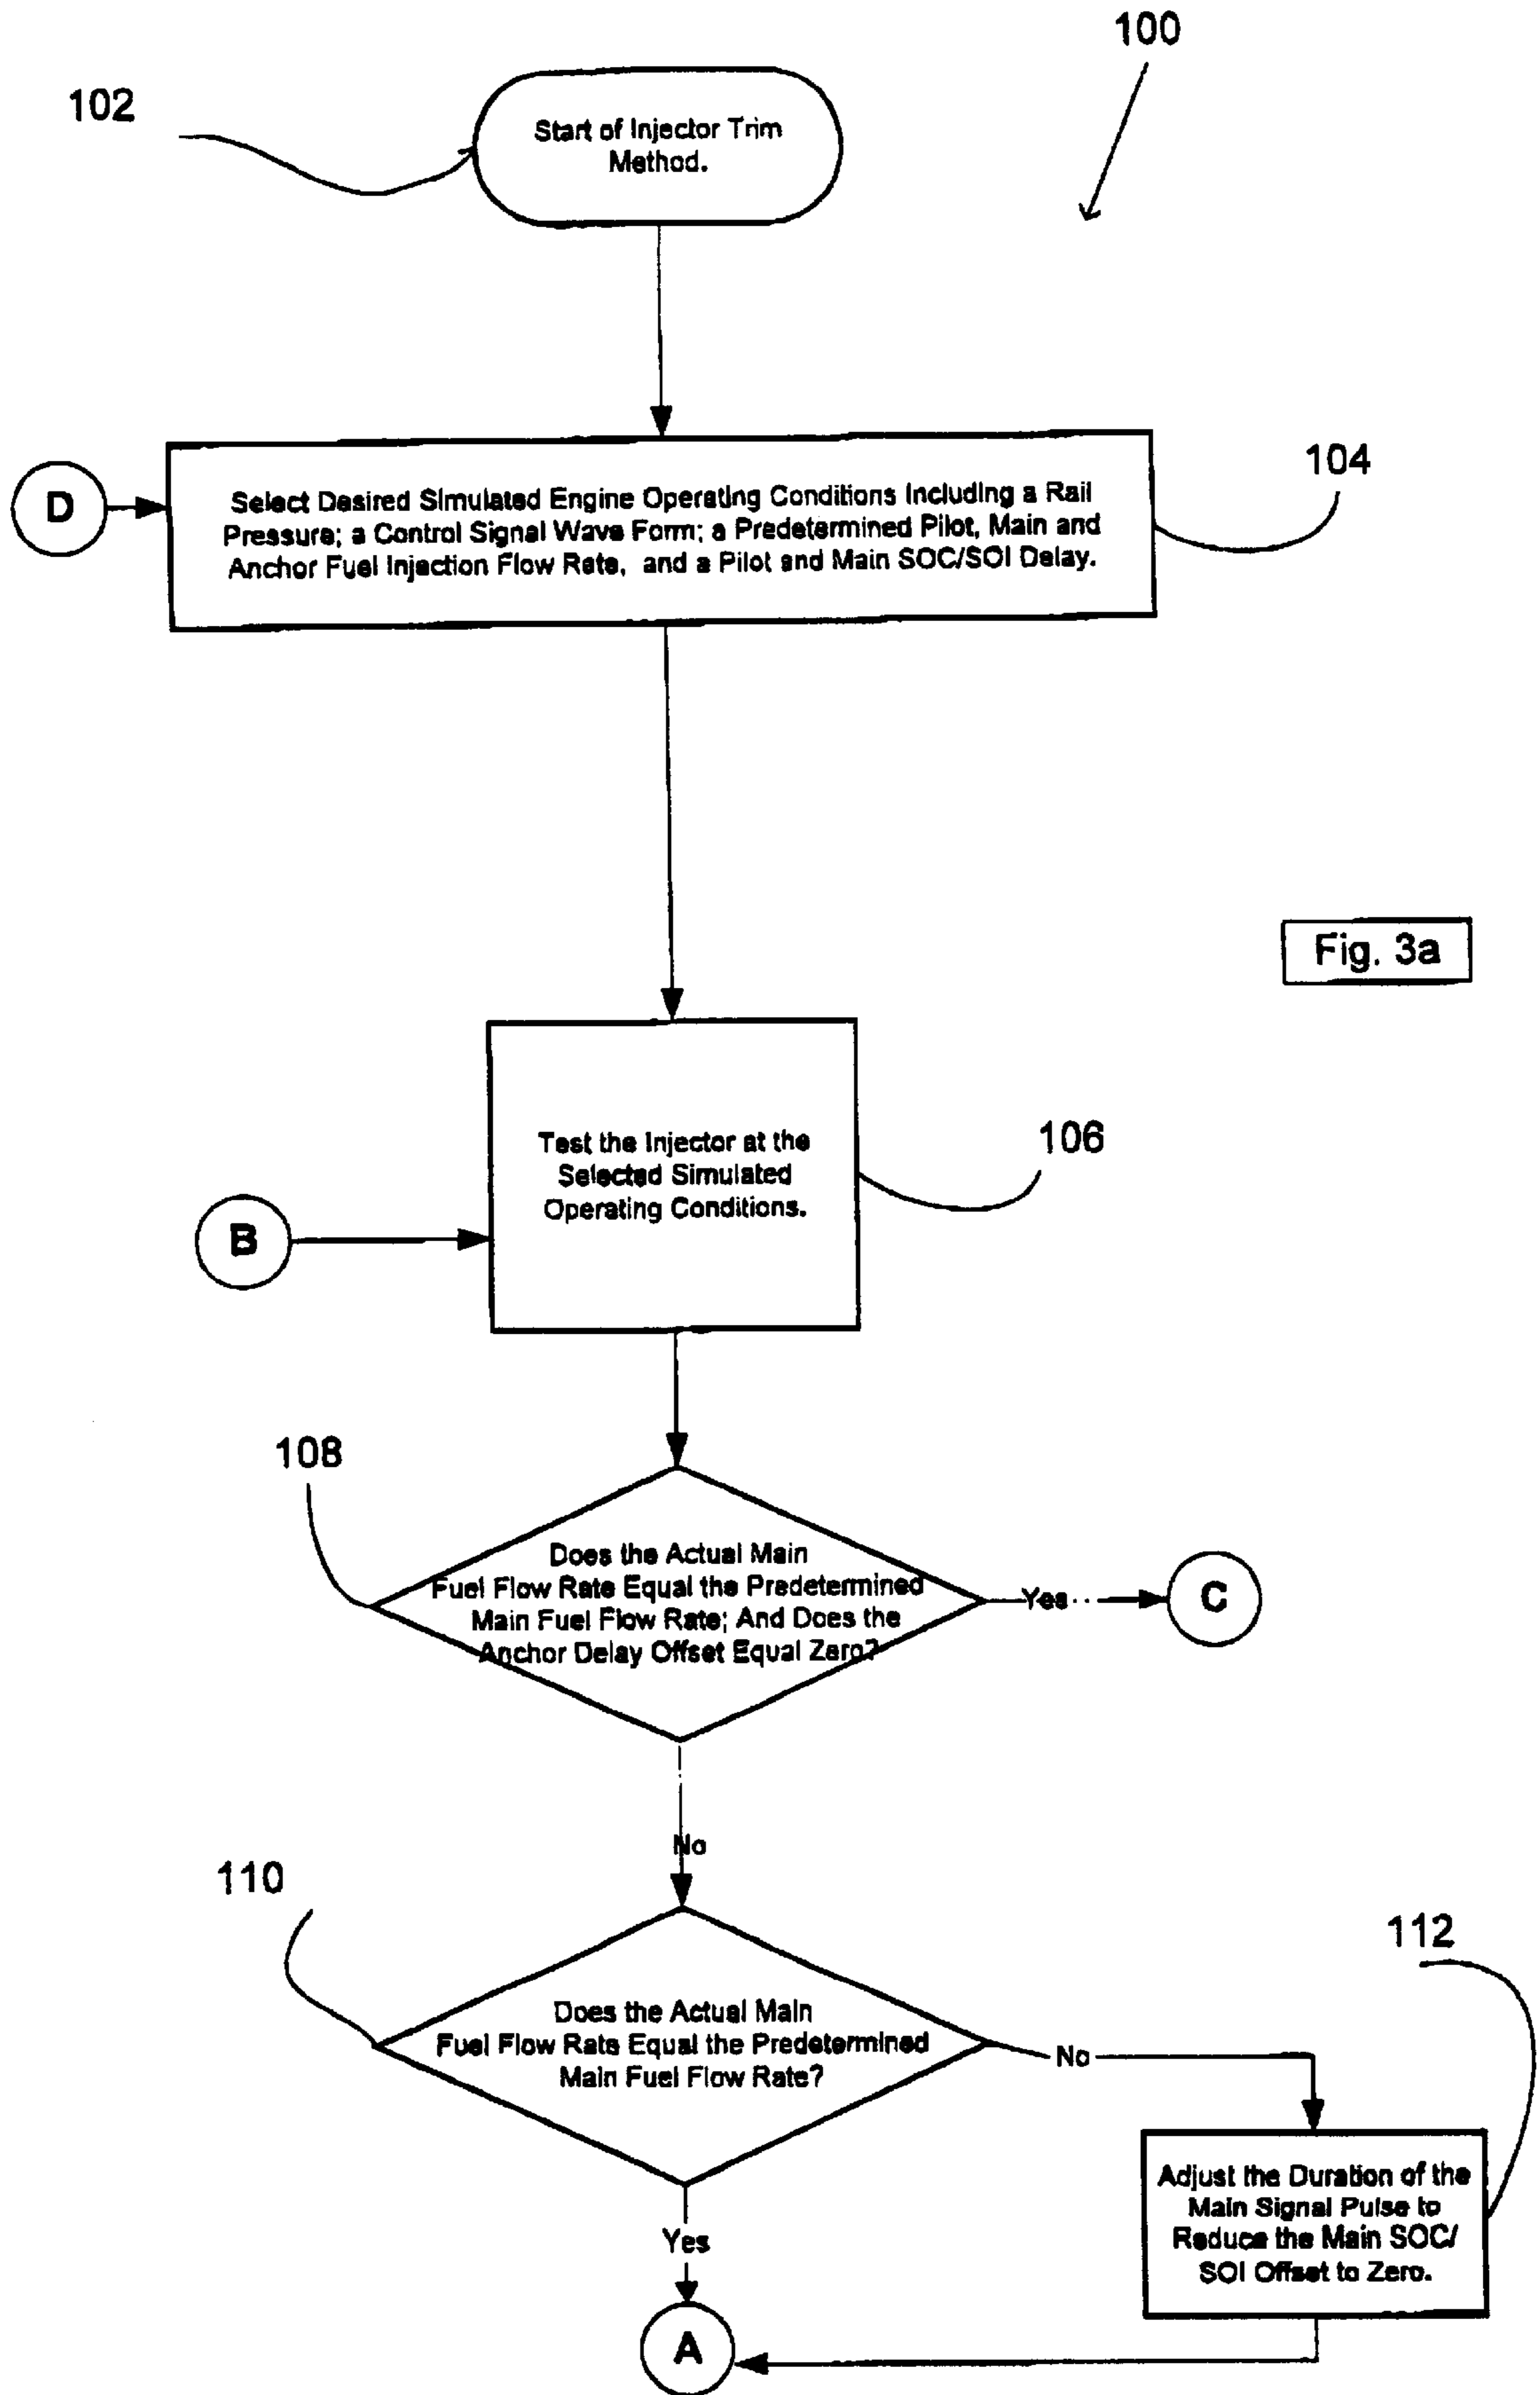 100
102
Start of Injector Trim
Method.
104
D
Select Desired Simulated Engine Operating Conditions Including a Rail
Pressure; a Control Signal Wave Form; a Predetermined Pilot, Main and
Anchor Fuel Injection Flow Rate, and a Pilot and Main SOC/SOI Delay.
Fig. 3a
106
Test the Injector at the
Selected Simulated
Operating Conditions.
B
108
Does the Actual Main
Fuel Flow Rate Equal the Predetermined
Main Fuel Flow Rate; And Does the
Anchor Delay Offset Equal Zero?
Yes
C
No
110
112
Does the Actual Main
Fuel Flow Rate Equal the Predetermined
Main Fuel Flow Rate?
No
Adjust the Duration of the
Main Signal Pulse to
Reduce the Main SOC/
SOI Offset to Zero.
Yes
A